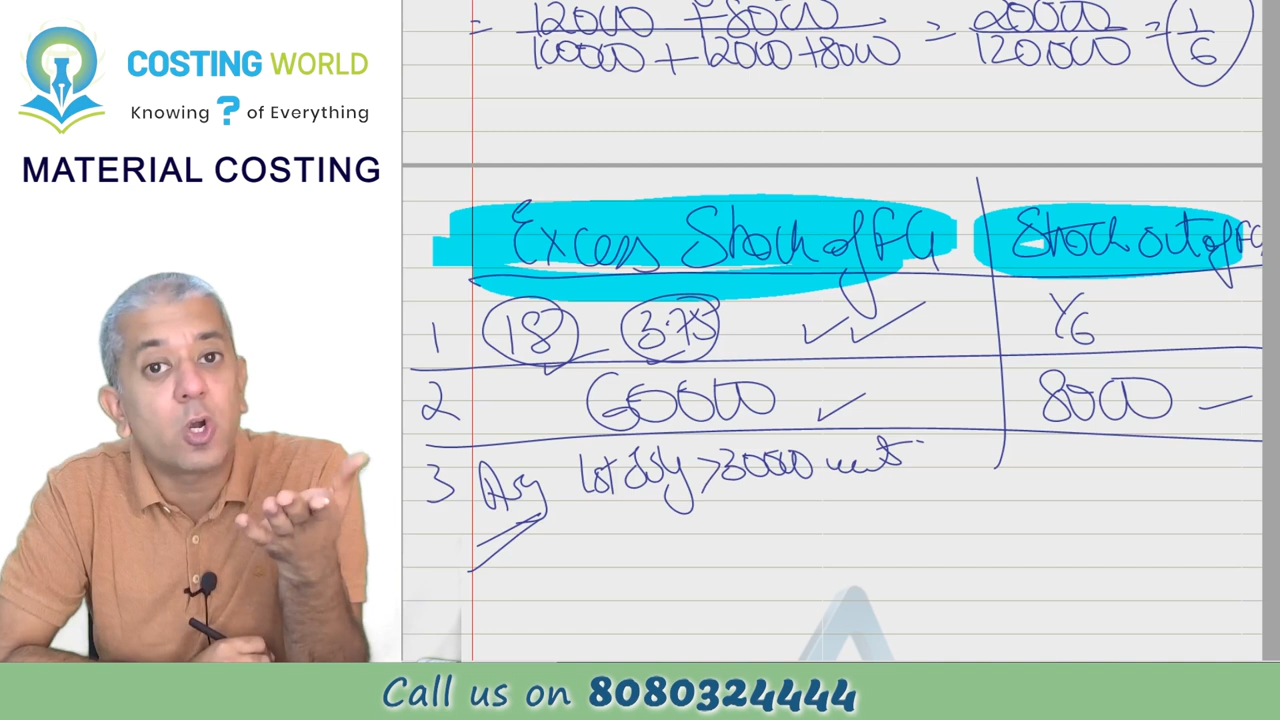 = 12000 + 8000 / 100000 + 12000 + 8000 = 20000 / 120000 = 1/6
COSTING WORLD
Knowing ? of Everything
MATERIAL COSTING
Excess Stock of FG | Stock out of FG
1 18 3.75 ✓✓ 1/6
2 60000 ✓ 8000 –
3 Avg lot > 3000 units
Call us on 8080324444